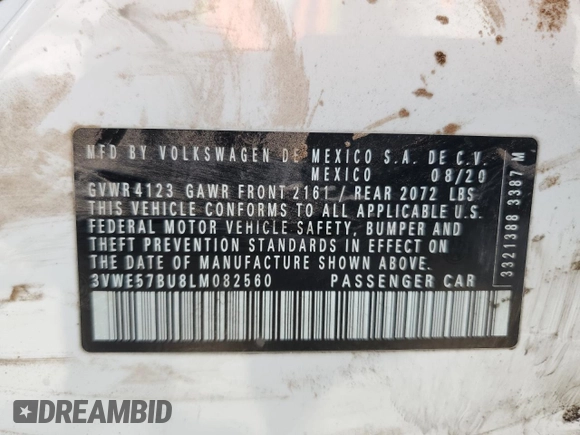 MFD BY VOLKSWAGEN DE MEXICO S.A. DE C.V.
MEXICO 08/20
GVWR 4123 GAWR FRONT 2161 / REAR 2072 LBS
THIS VEHICLE CONFORMS TO ALL APPLICABLE U.S.
FEDERAL MOTOR VEHICLE SAFETY, BUMPER AND
THEFT PREVENTION STANDARDS IN EFFECT ON
THE DATE OF MANUFACTURE SHOWN ABOVE.
3VWE57BU8LM082560 PASSENGER CAR
3321388 3387 M
DREAMBID